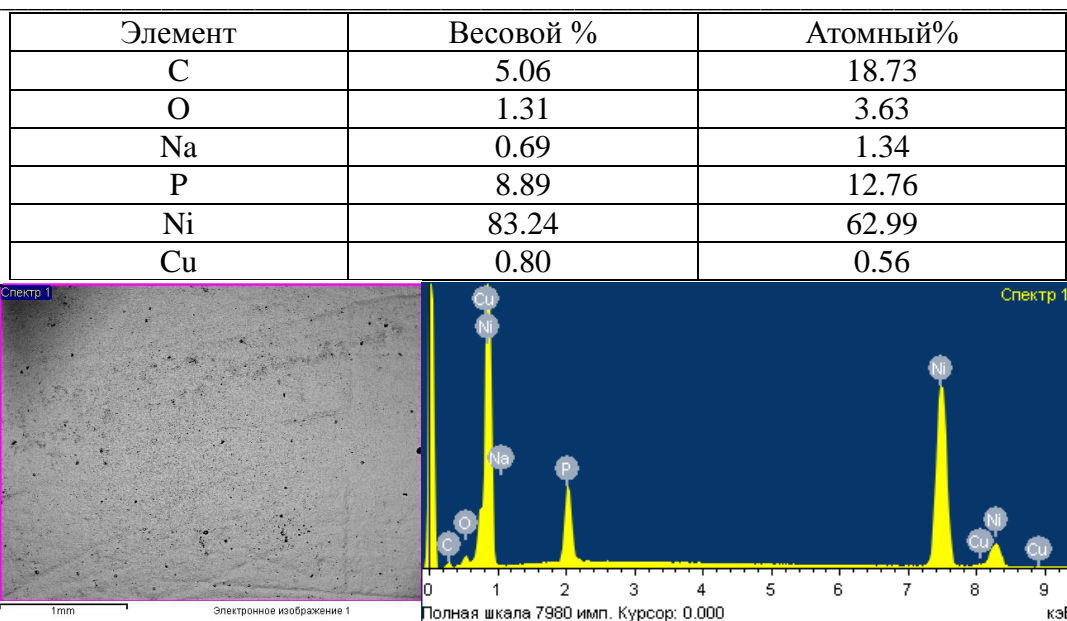 Элемент Весовой % Атомный%
C 5.06 18.73
O 1.31 3.63
Na 0.69 1.34
P 8.89 12.76
Ni 83.24 62.99
Cu 0.80 0.56
Спектр 1
1mm
Электронное изображение 1
Спектр 1
Cu
Ni
Ni
Na
P
O
Ni
C
Cu
Cu
0 1 2 3 4 5 6 7 8 9
Полная шкала 7980 имп. Курсор: 0.000
кэВ